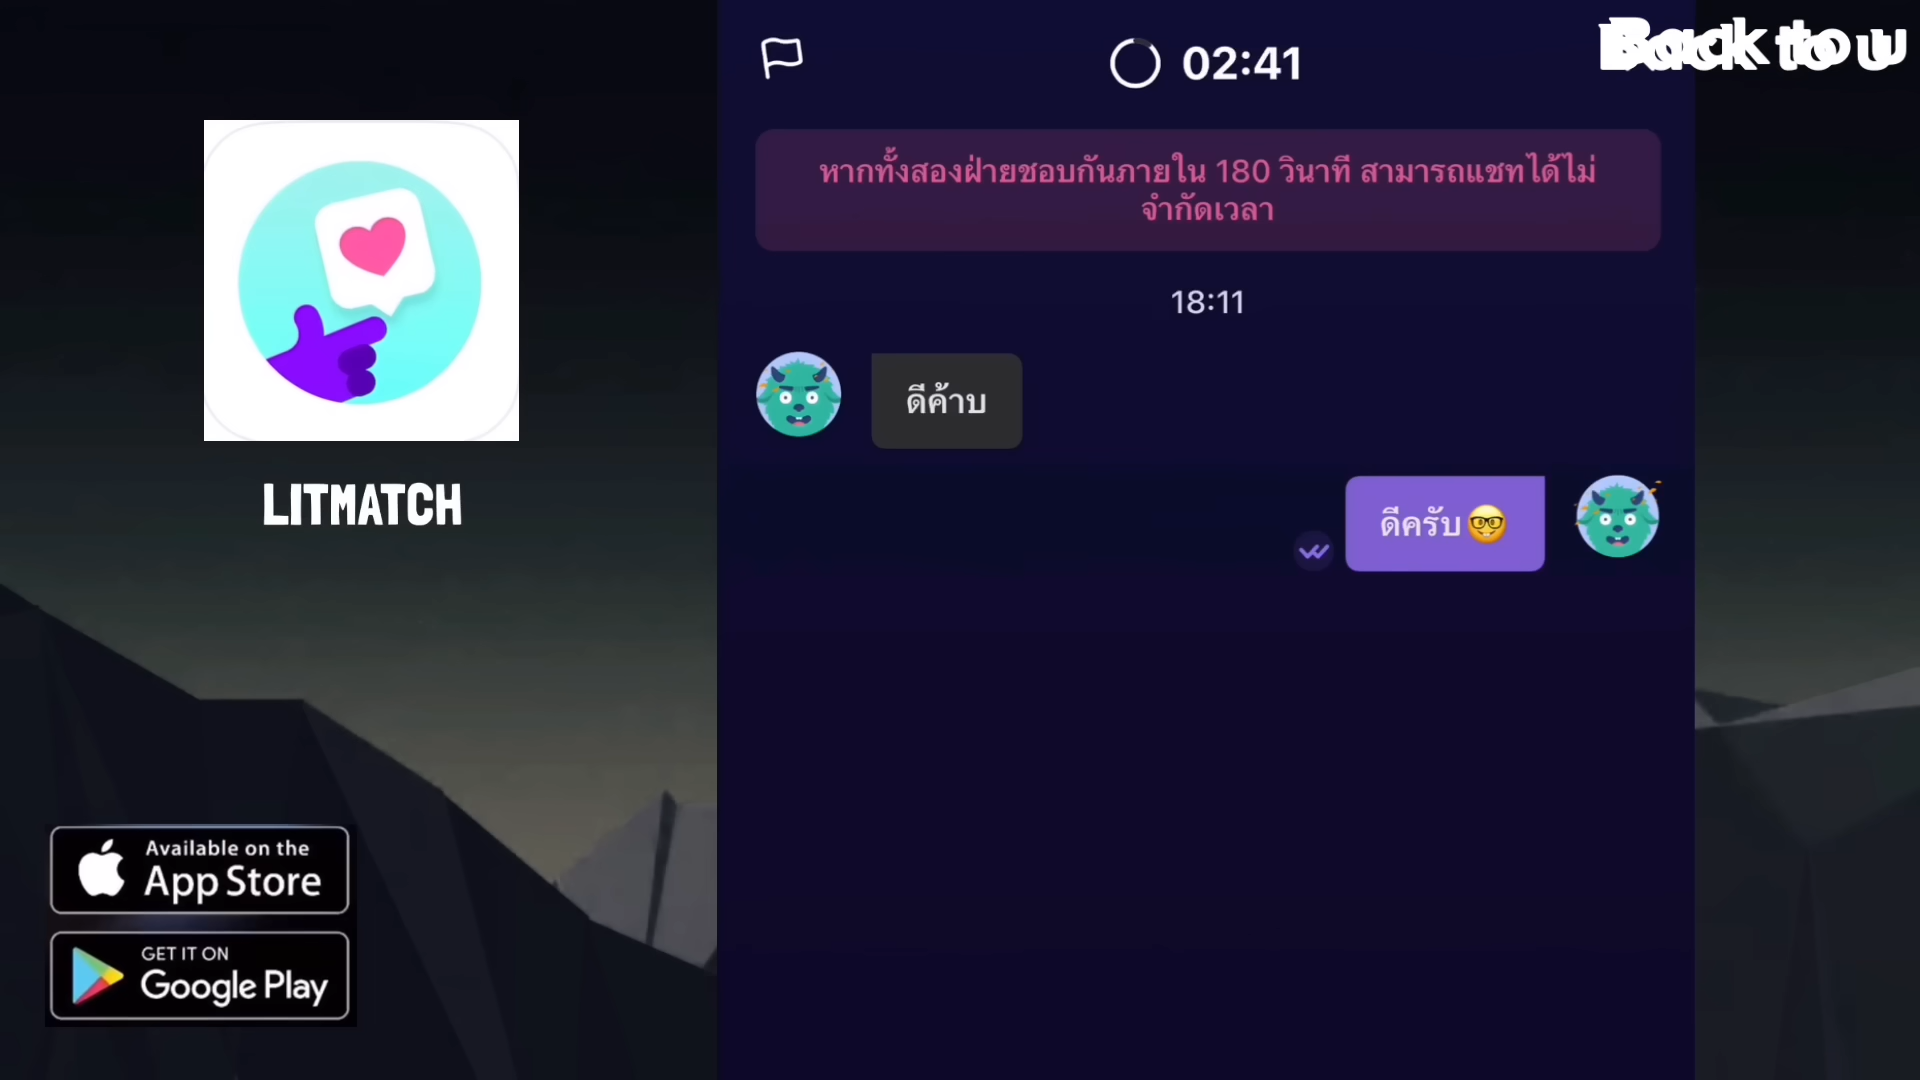 Back to u
02:41
หากทั้งสองฝ่ายชอบกันภายใน 180 วินาที สามารถแชทได้ไม่
จำกัดเวลา
18:11
ดีค้าบ
ดีครับ🤓
LITMATCH
Available on the
App Store
GET IT ON
Google Play